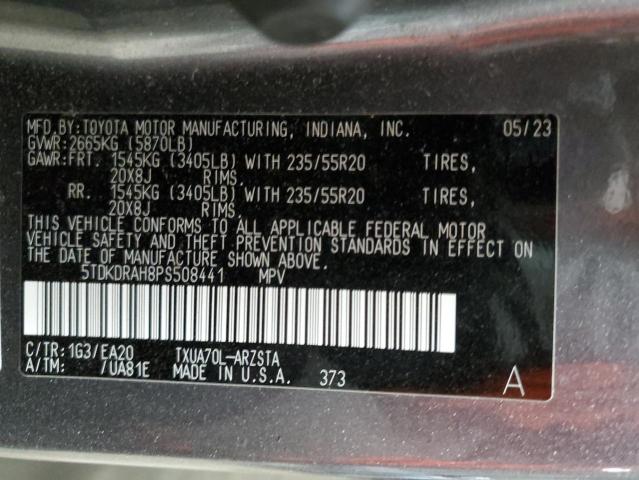 MFD.BY:TOYOTA MOTOR MANUFACTURING, INDIANA, INC. 05/23
GVWR:2665KG (5870LB)
GAWR:FRT. 1545KG (3405LB) WITH 235/55R20 TIRES,
20X8J RIMS.
RR. 1545KG (3405LB) WITH 235/55R20 TIRES,
20X8J RIMS.
THIS VEHICLE CONFORMS TO ALL APPLICABLE FEDERAL MOTOR
VEHICLE SAFETY AND THEFT PREVENTION STANDARDS IN EFFECT ON
THE DATE OF MANUFACTURE SHOWN ABOVE.
5TDKDRAH8PS508441 MPV
C/TR:1G3/EA20 TXUA70L-ARZSTA
A/TM: /UA81E MADE IN U.S.A. 373 A